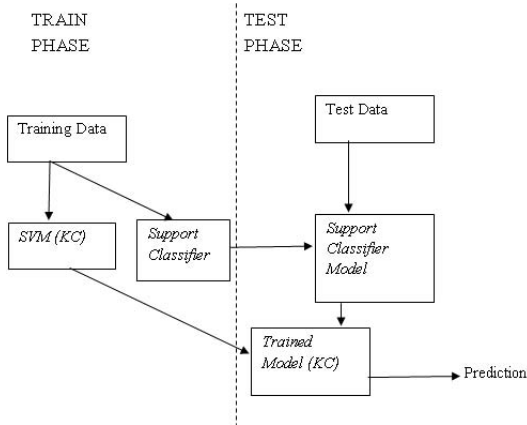 TRAIN
PHASE
TEST
PHASE
Training Data
Test Data
SVM (KC)
Support
Classifier
Support
Classifier
Model
Trained
Model (KC)
Prediction